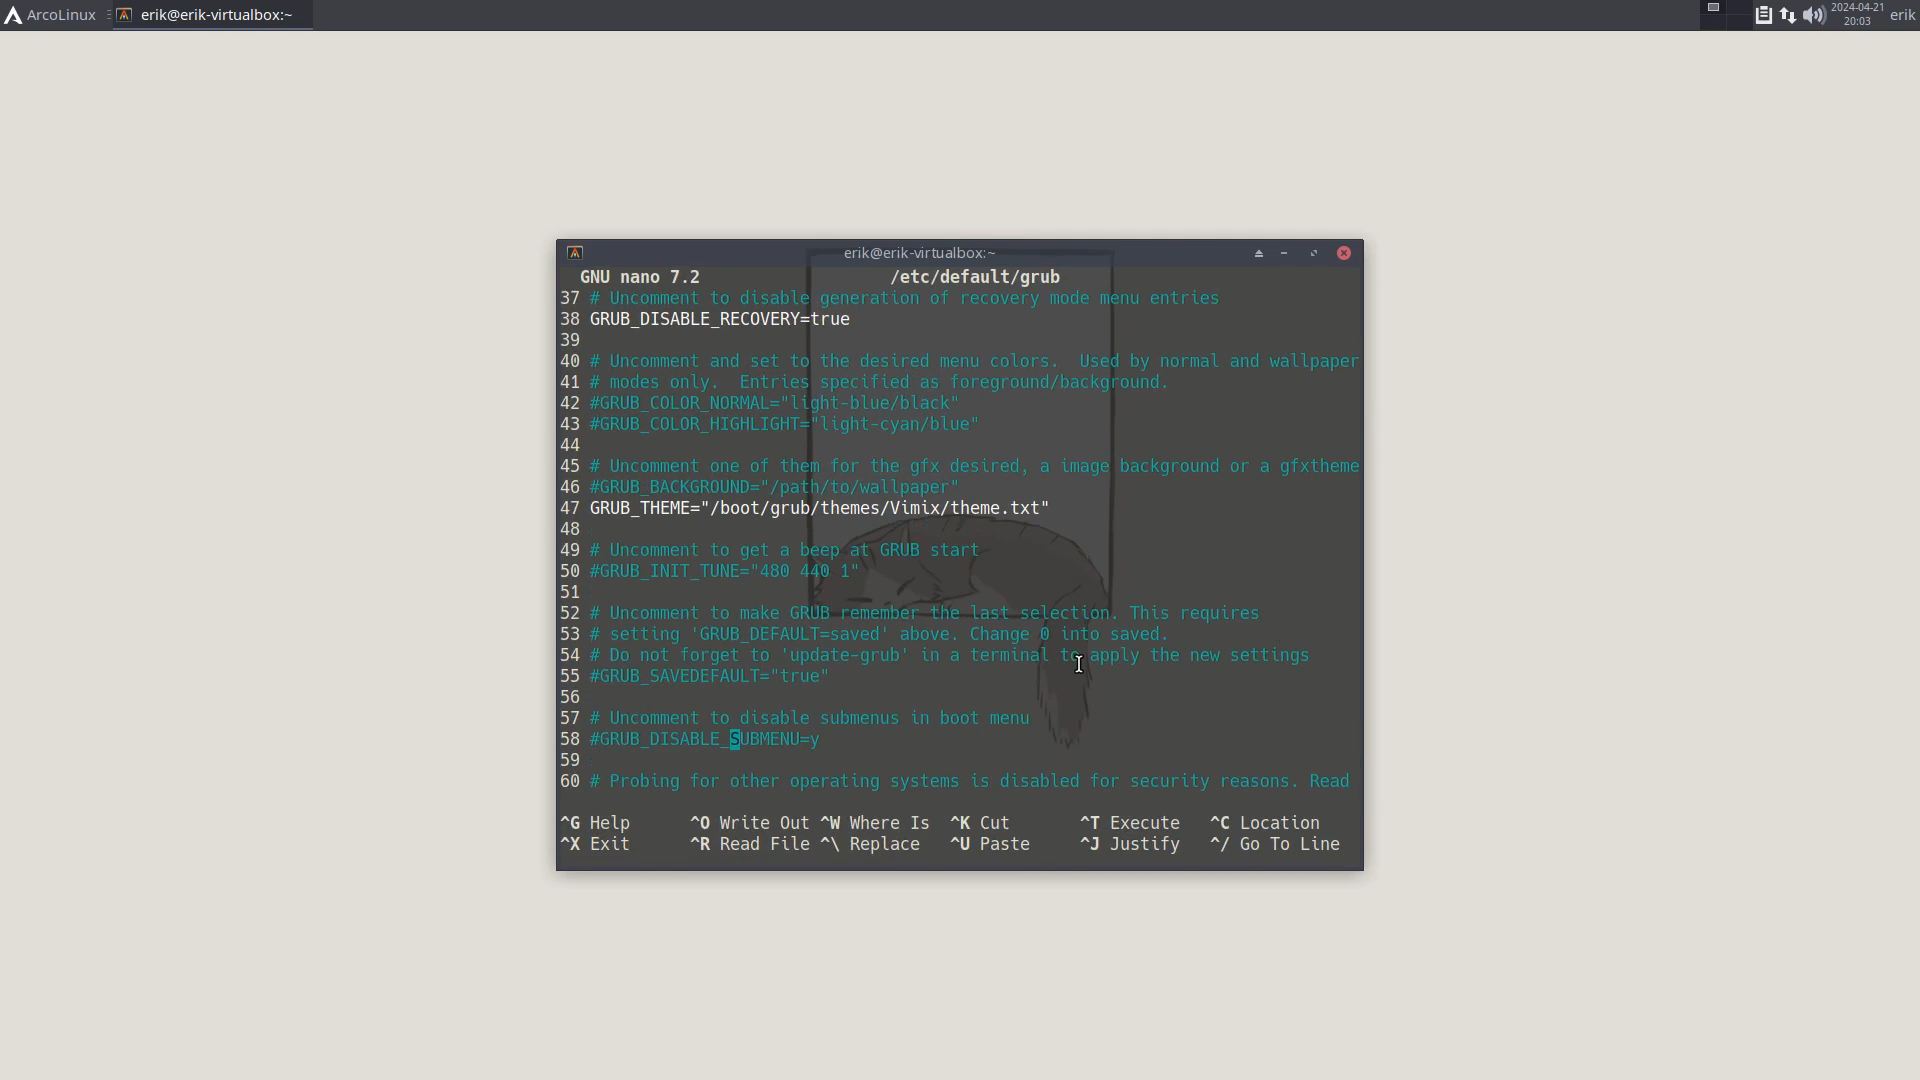 ArcoLinux
erik@erik-virtualbox:~
2024-04-21
20:03
erik
erik@erik-virtualbox:~
GNU nano 7.2 /etc/default/grub
37 # Uncomment to disable generation of recovery mode menu entries
38 GRUB_DISABLE_RECOVERY=true
39
40 # Uncomment and set to the desired menu colors.  Used by normal and wallpaper
41 # modes only.  Entries specified as foreground/background.
42 #GRUB_COLOR_NORMAL="light-blue/black"
43 #GRUB_COLOR_HIGHLIGHT="light-cyan/blue"
44
45 # Uncomment one of them for the gfx desired, a image background or a gfxtheme
46 #GRUB_BACKGROUND="/path/to/wallpaper"
47 GRUB_THEME="/boot/grub/themes/Vimix/theme.txt"
48
49 # Uncomment to get a beep at GRUB start
50 #GRUB_INIT_TUNE="480 440 1"
51
52 # Uncomment to make GRUB remember the last selection. This requires
53 # setting 'GRUB_DEFAULT=saved' above. Change 0 into saved.
54 # Do not forget to 'update-grub' in a terminal to apply the new settings
55 #GRUB_SAVEDEFAULT="true"
56
57 # Uncomment to disable submenus in boot menu
58 #GRUB_DISABLE_SUBMENU=y
59
60 # Probing for other operating systems is disabled for security reasons. Read
^G Help ^O Write Out ^W Where Is ^K Cut ^T Execute ^C Location
^X Exit ^R Read File ^\ Replace ^U Paste ^J Justify ^/ Go To Line